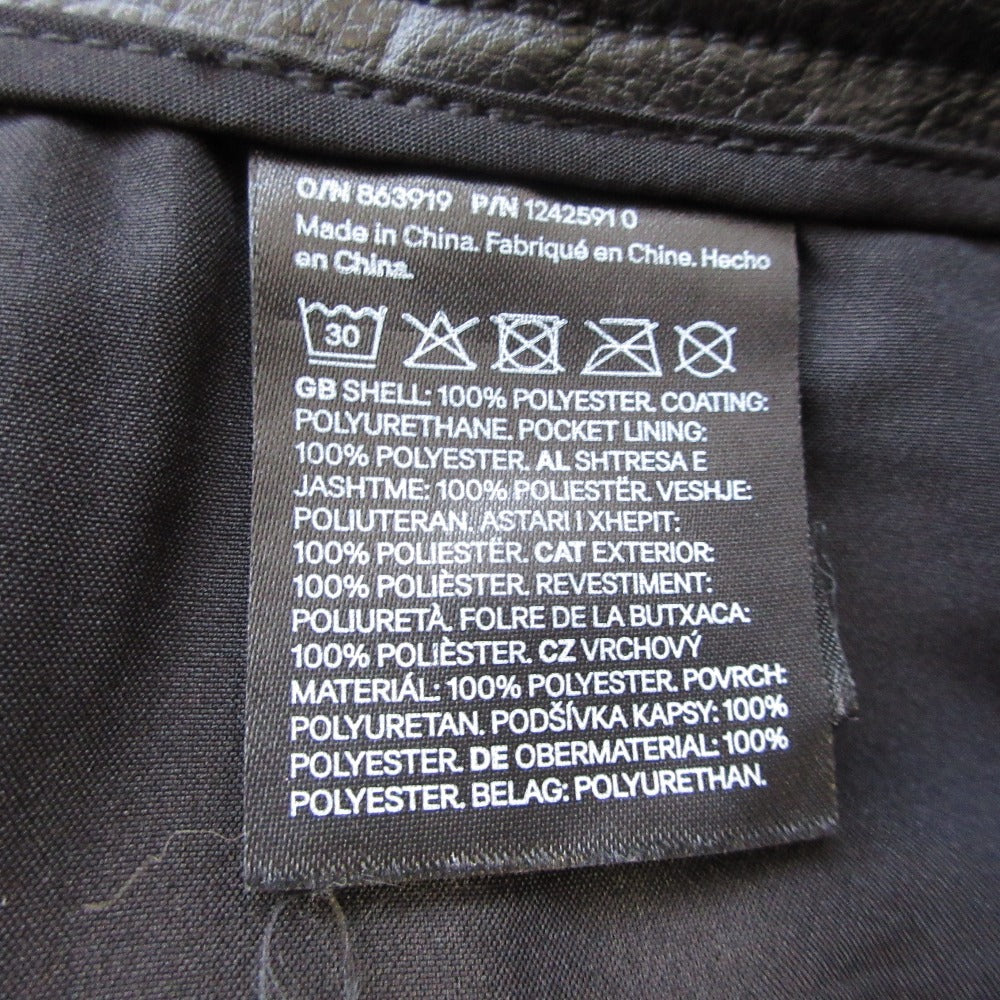 O/N 863919 P/N 1242591 0
Made in China. Fabriqué en Chine. Hecho
en China.
30
GB SHELL: 100% POLYESTER. COATING:
POLYURETHANE. POCKET LINING:
100% POLYESTER. AL SHTRESA E
JASHTME: 100% POLIESTËR. VESHJE:
POLIUTERAN. ASTARI I XHEPIT:
100% POLIESTËR. CAT EXTERIOR:
100% POLIÈSTER. REVESTIMENT:
POLIURETÀ. FOLRE DE LA BUTXACA:
100% POLIÈSTER. CZ VRCHOVÝ
MATERIÁL: 100% POLYESTER. POVRCH:
POLYURETAN. PODŠÍVKA KAPSY: 100%
POLYESTER. DE OBERMATERIAL: 100%
POLYESTER. BELAG: POLYURETHAN.